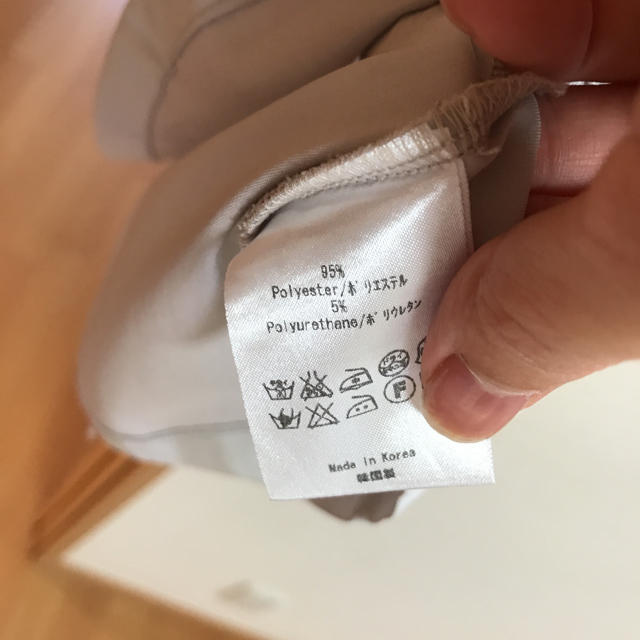 95%
Polyester/ポリエステル
5%
Polyurethane/ポリウレタン
F
Made in Korea
韓国製